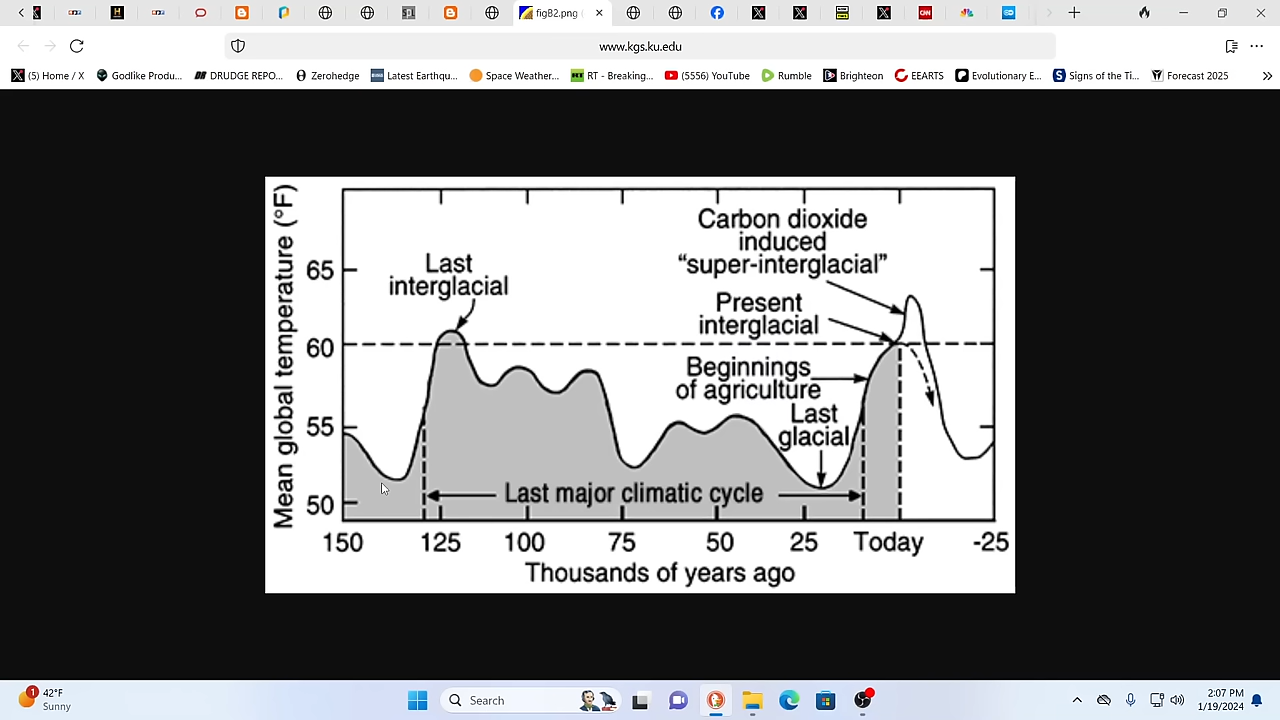 figB2.png
www.kgs.ku.edu
(5) Home / X
Godlike Produ...
DRUDGE REPO...
Zerohedge
Latest Earthqu...
Space Weather...
RT - Breaking...
(5556) YouTube
Rumble
Brighteon
EEARTS
Evolutionary E...
Signs of the Ti...
Forecast 2025
Mean global temperature (°F)
65
60
55
50
Last
interglacial
Carbon dioxide
induced
“super-interglacial”
Present
interglacial
Beginnings
of agriculture
Last
glacial
Last major climatic cycle
150 125 100 75 50 25 Today -25
Thousands of years ago
1
42°F
Sunny
Search
2:07 PM
1/19/2024